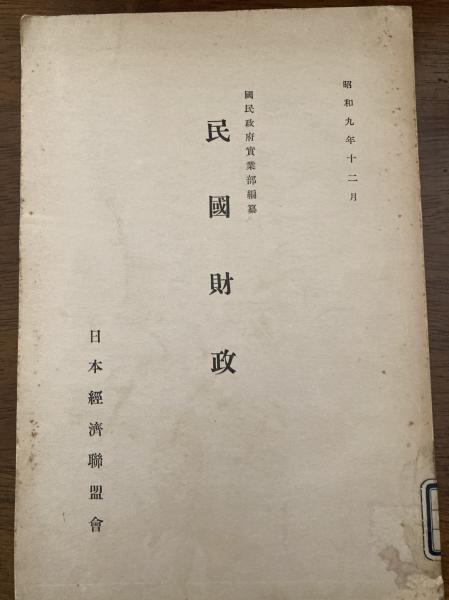 昭和九年十二月
國民政府實業部編纂
民國財政
日本經濟聯盟會